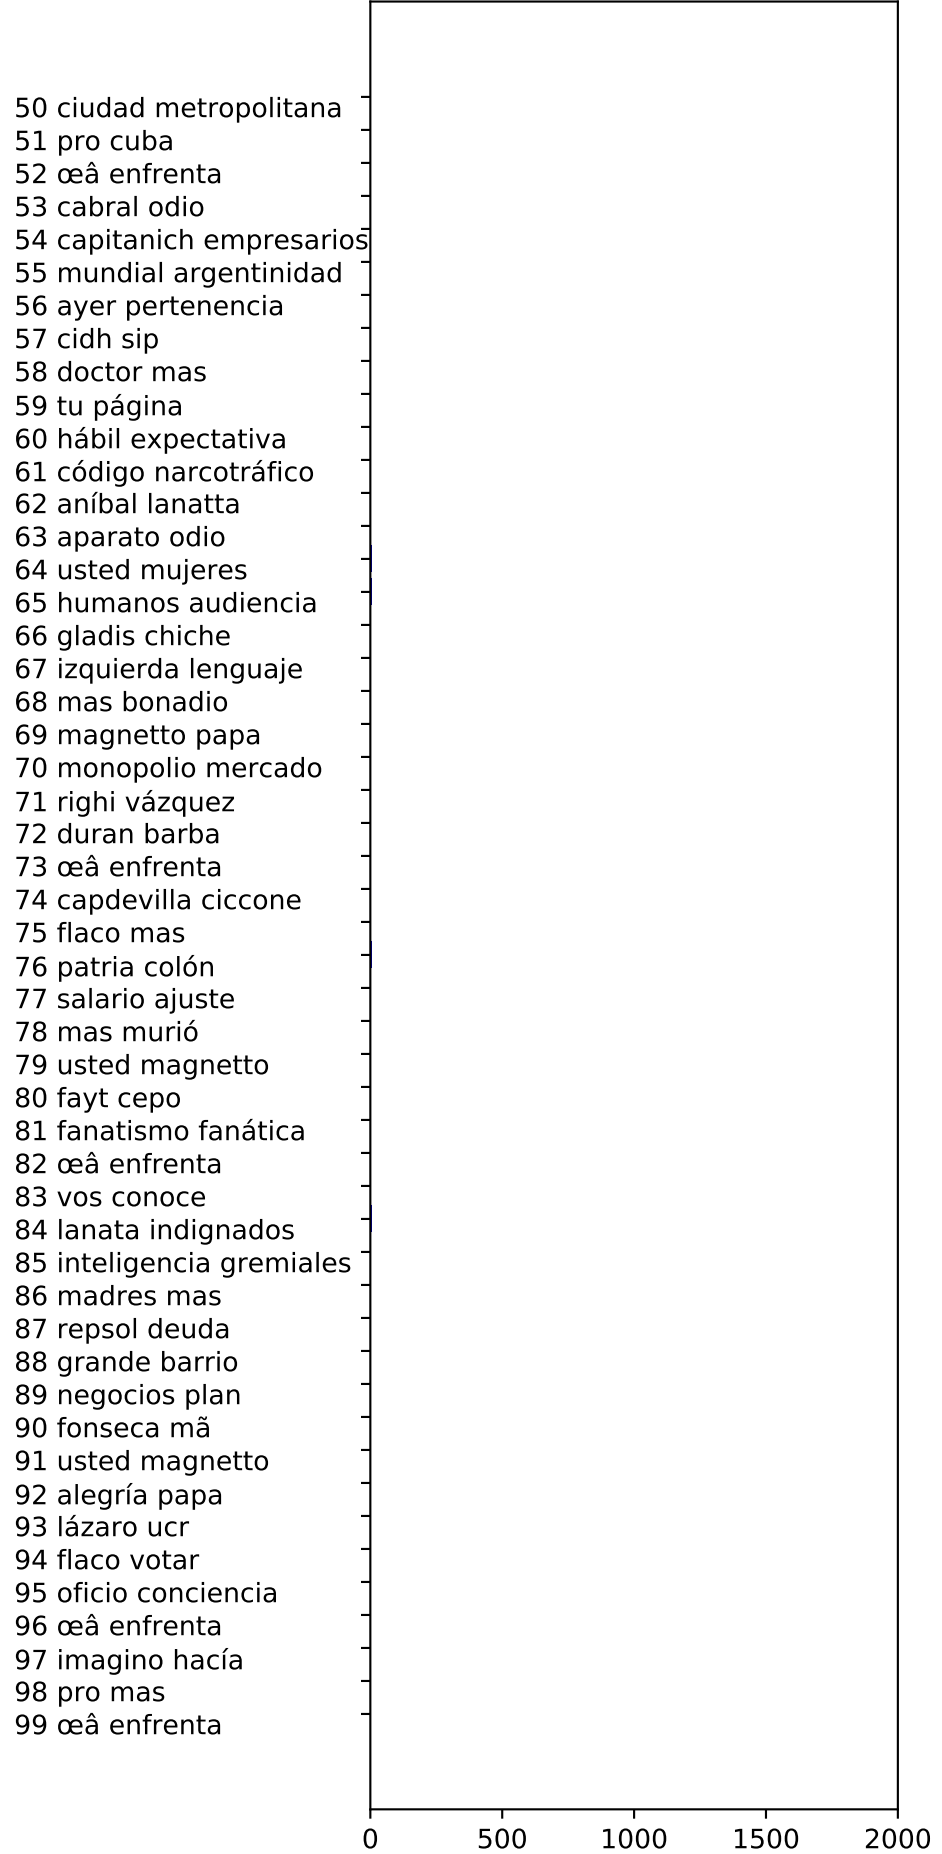 50 ciudad metropolitana
51 pro cuba
52 œâ enfrenta
53 cabral odio
54 capitanich empresarios
55 mundial argentinidad
56 ayer pertenencia
57 cidh sip
58 doctor mas
59 tu página
60 hábil expectativa
61 código narcotráfico
62 aníbal lanatta
63 aparato odio
64 usted mujeres
65 humanos audiencia
66 gladis chiche
67 izquierda lenguaje
68 mas bonadio
69 magnetto papa
70 monopolio mercado
71 righi vázquez
72 duran barba
73 œâ enfrenta
74 capdevilla ciccone
75 flaco mas
76 patria colón
77 salario ajuste
78 mas murió
79 usted magnetto
80 fayt cepo
81 fanatismo fanática
82 œâ enfrenta
83 vos conoce
84 lanata indignados
85 inteligencia gremiales
86 madres mas
87 repsol deuda
88 grande barrio
89 negocios plan
90 fonseca mã
91 usted magnetto
92 alegría papa
93 lázaro ucr
94 flaco votar
95 oficio conciencia
96 œâ enfrenta
97 imagino hacía
98 pro mas
99 œâ enfrenta
0 500 1000 1500 2000